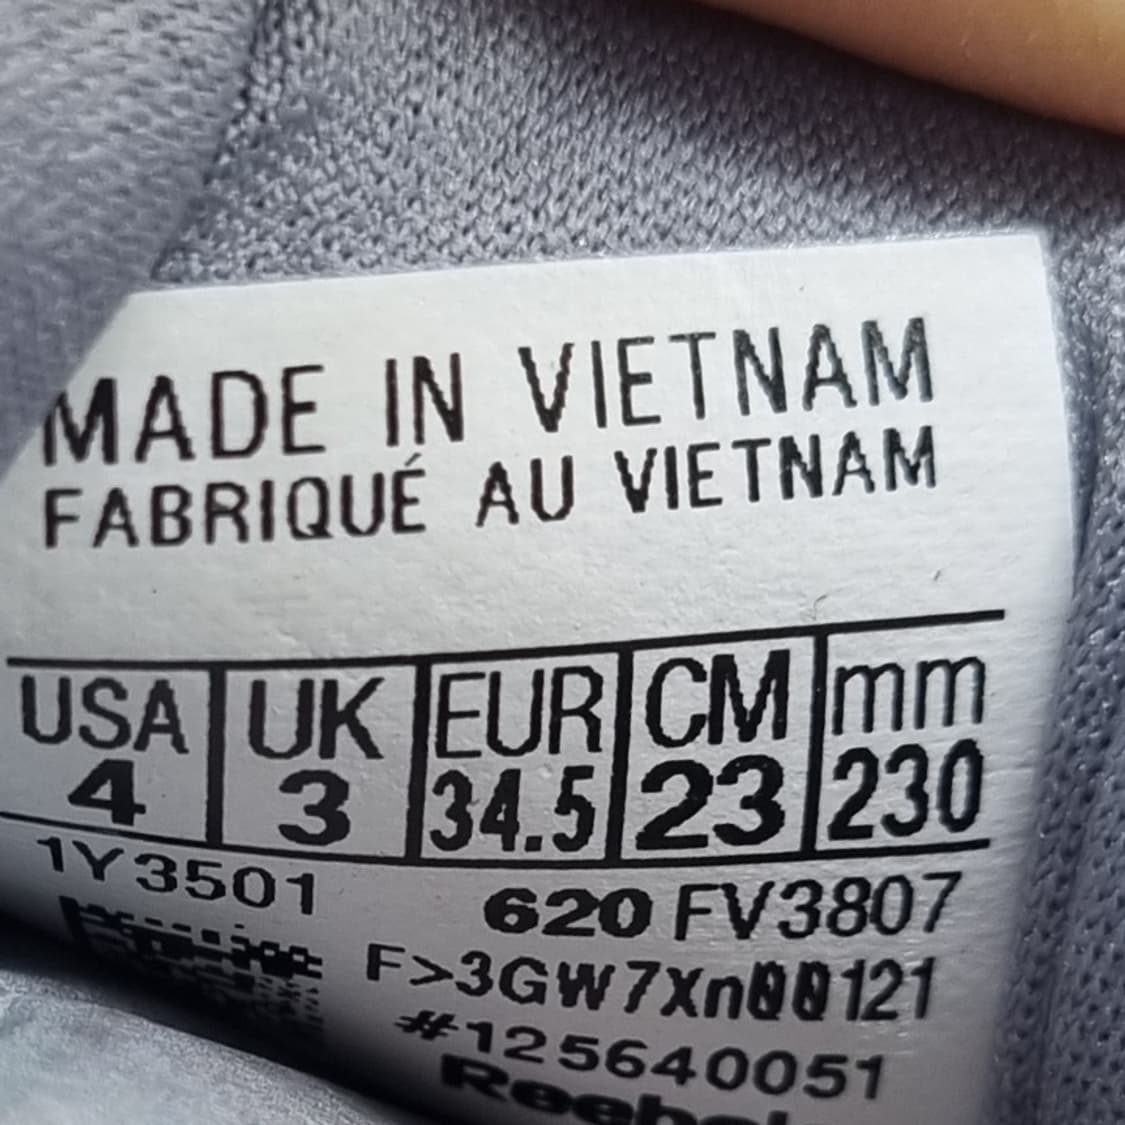 MADE IN VIETNAM
FABRIQUÉ AU VIETNAM
USA UK EUR CM mm
4 3 34.5 23 230
1Y3501 620 FV3807
F>3GW7Xn00121
#125640051
Reebok